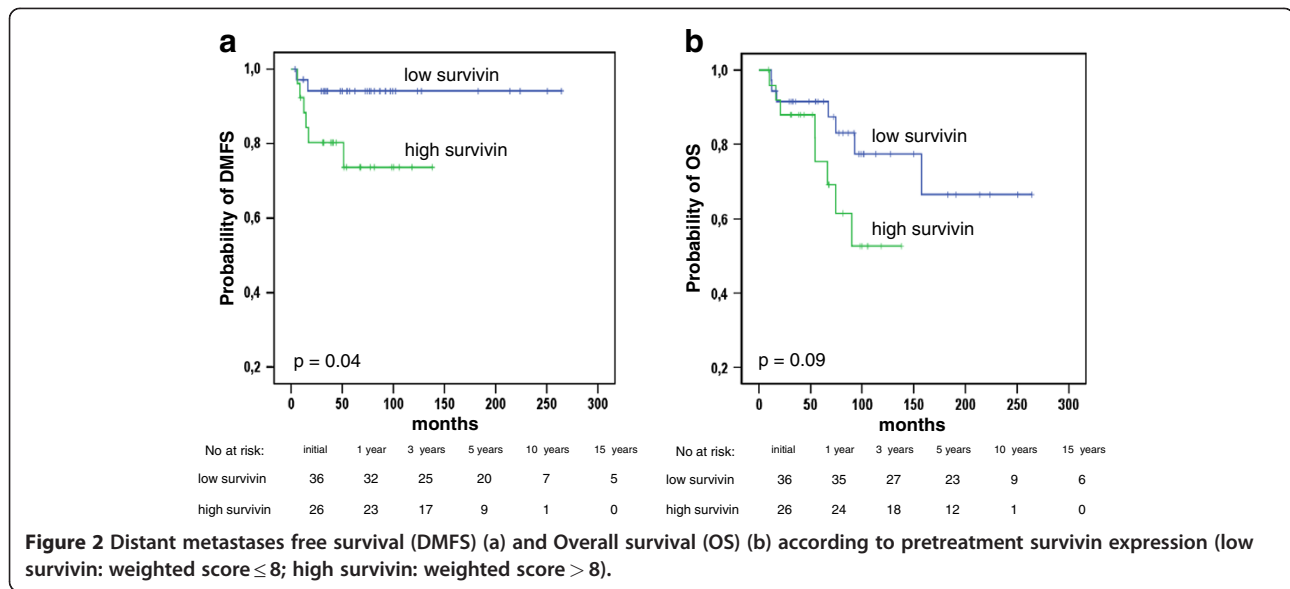 a
Probability of DMFS
1,0
0,8
0,6
0,4
0,2
low survivin
high survivin
p = 0.04
0 50 100 150 200 250 300
months
No at risk: initial 1 year 3 years 5 years 10 years 15 years
low survivin 36 32 25 20 7 5
high survivin 26 23 17 9 1 0
b
Probability of OS
1,0
0,8
0,6
0,4
0,2
low survivin
high survivin
p = 0.09
0 50 100 150 200 250 300
months
No at risk: initial 1 year 3 years 5 years 10 years 15 years
low survivin 36 35 27 23 9 6
high survivin 26 24 18 12 1 0
Figure 2 Distant metastases free survival (DMFS) (a) and Overall survival (OS) (b) according to pretreatment survivin expression (low
survivin: weighted score ≤ 8; high survivin: weighted score > 8).